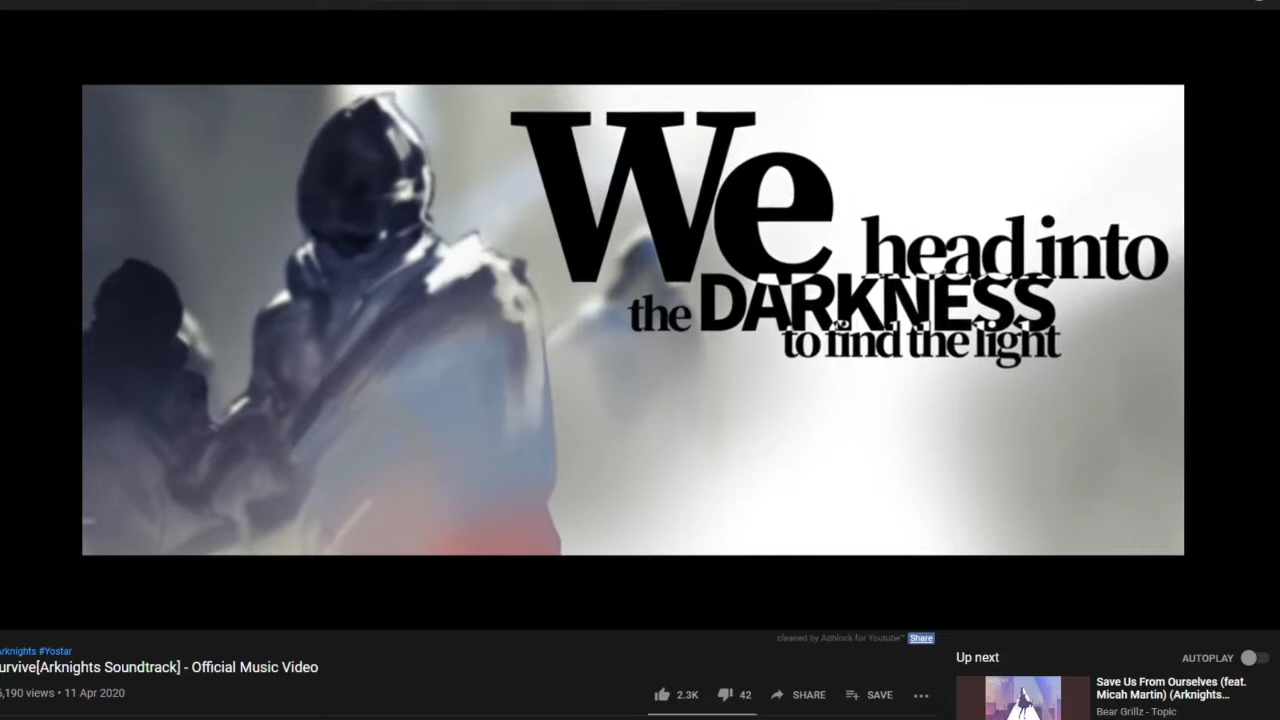 We
head into
the DARKNESS
to find the light
cleaned by Adblock for Youtube™ Share
rknights #Yostar
urvive[Arknights Soundtrack] - Official Music Video
,190 views • 11 Apr 2020
2.3K
42
SHARE
SAVE
Up next
AUTOPLAY
Save Us From Ourselves (feat.
Micah Martin) (Arknights...
Bear Grillz - Topic